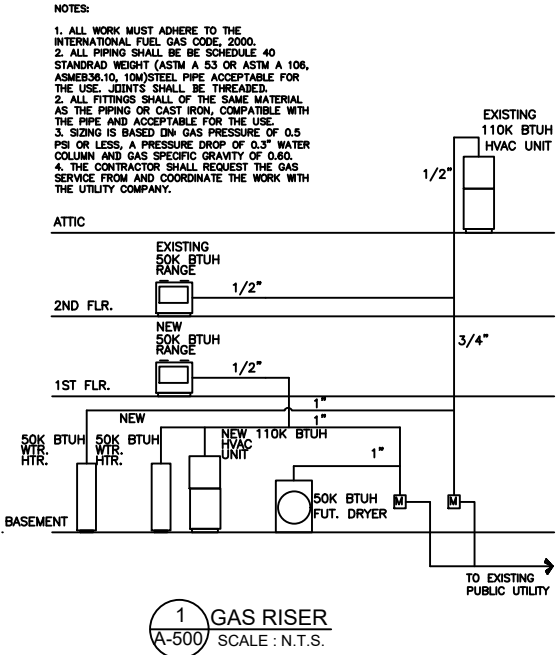 NOTES:
1. ALL WORK MUST ADHERE TO THE
INTERNATIONAL FUEL GAS CODE, 2000.
2. ALL PIPING SHALL BE BE SCHEDULE 40
STANDRAD WEIGHT (ASTM A 53 OR ASTM A 106,
ASMEB36.10, 10M)STEEL PIPE ACCEPTABLE FOR
THE USE. JOINTS SHALL BE THREADED.
2. ALL FITTINGS SHALL OF THE SAME MATERIAL
AS THE PIPING OR CAST IRON, COMPATIBLE WITH
THE PIPE AND ACCEPTABLE FOR THE USE.
3. SIZING IS BASED ON GAS PRESSURE OF 0.5
PSI OR LESS, A PRESSURE DROP OF 0.3" WATER
COLUMN AND GAS SPECIFIC GRAVITY OF 0.60.
4. THE CONTRACTOR SHALL REQUEST THE GAS
SERVICE FROM AND COORDINATE THE WORK WITH
THE UTILITY COMPANY.
EXISTING
110K BTUH
HVAC UNIT
1/2"
ATTIC
EXISTING
50K BTUH
RANGE
1/2"
2ND FLR.
NEW
50K BTUH
RANGE
3/4"
1/2"
1ST FLR.
1"
NEW
1"
50K BTUH
WTR.
HTR.
50K BTUH
WTR.
HTR.
NEW 110K BTUH
HVAC
UNIT
1"
50K BTUH
FUT. DRYER
M
M
BASEMENT
TO EXISTING
PUBLIC UTILITY
1
A-500
GAS RISER
SCALE : N.T.S.